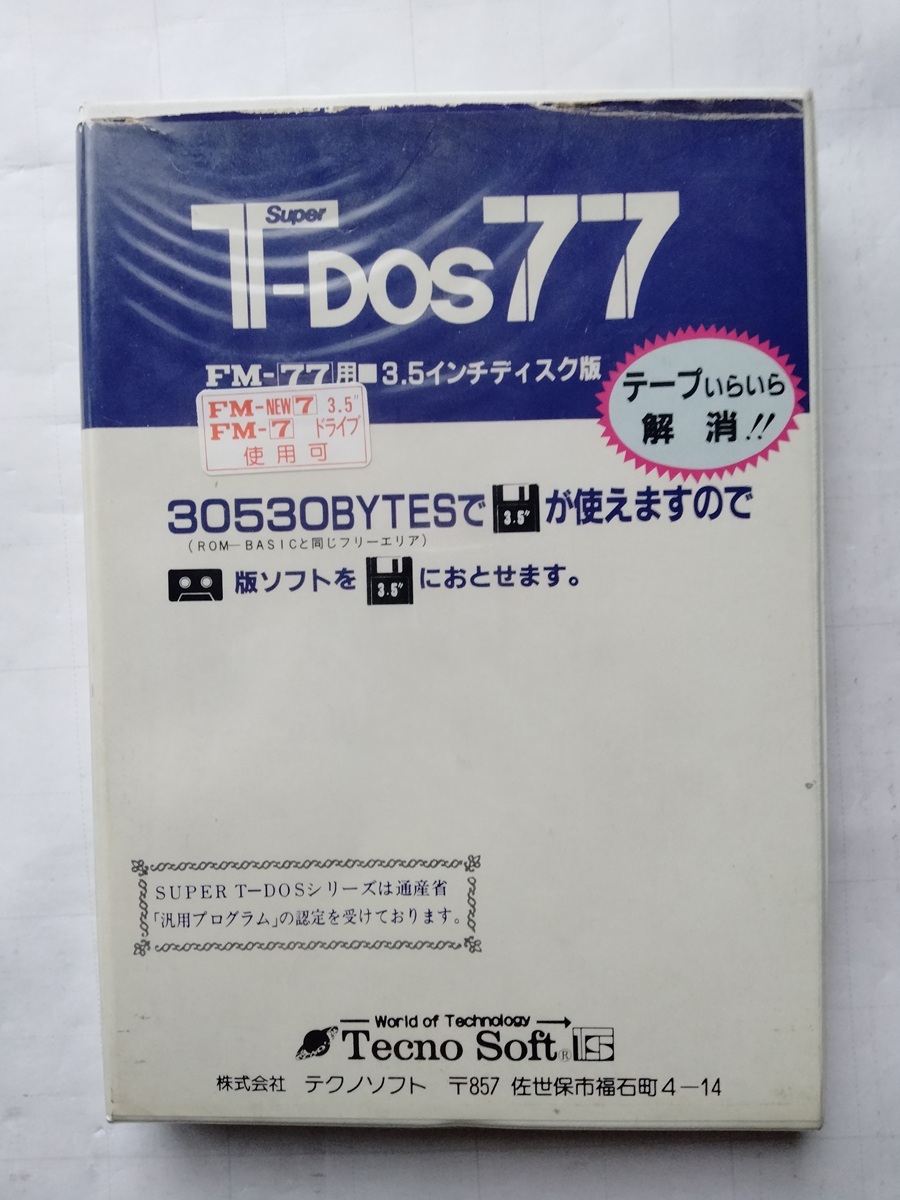 Super
T-DOS77
FM-77用■3.5インチディスク版
テープいらいら
解消!!
FM-NEW7 3.5"
FM-7 ドライブ
使用可
30530BYTESで3.5"が使えますので
(ROM-BASICと同じフリーエリア)
版ソフトを3.5"におとせます。
SUPER T-DOSシリーズは通産省
「汎用プログラム」の認定を受けております。
World of Technology
Tecno Soft® TS
株式会社 テクノソフト 〒857 佐世保市福石町4-14